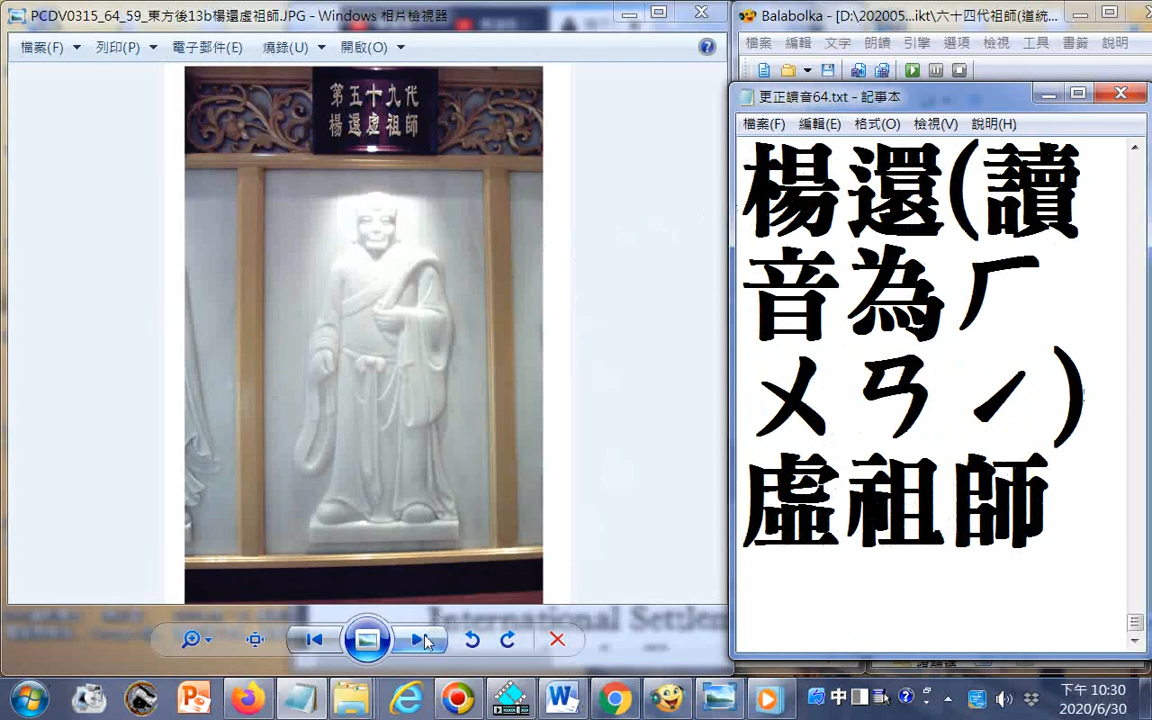 PCDV0315_64_59_東方後13b楊還虛祖師.JPG - Windows 相片檢視器
檔案(F) 列印(P) 電子郵件(E) 燒錄(U) 開啟(O)
第五十九代
楊還虛祖師
Balabolka - [D:\202005...ikt\六十四代祖師(道統...
檔案 編輯 文字 朗讀 引擎 選項 檢視 工具 書籤 說明
更正讀音64.txt - 記事本
檔案(F) 編輯(E) 格式(O) 檢視(V) 說明(H)
楊還(讀
音為ㄏ
ㄨㄢˊ)
虛祖師
International Settlem
中
下午 10:30
2020/6/30